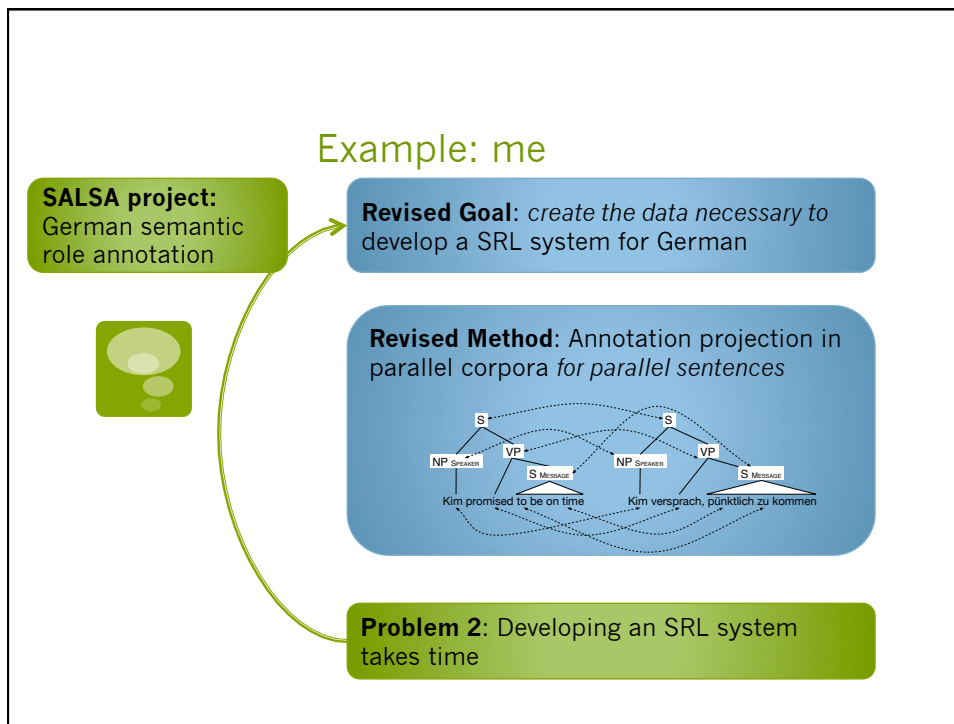 Example: me
SALSA project:
German semantic
role annotation
Revised Goal: create the data necessary to
develop a SRL system for German
Revised Method: Annotation projection in
parallel corpora for parallel sentences
S S
VP VP
NP SPEAKER NP SPEAKER
S MESSAGE S MESSAGE
Kim promised to be on time Kim versprach, pünktlich zu kommen
Problem 2: Developing an SRL system
takes time